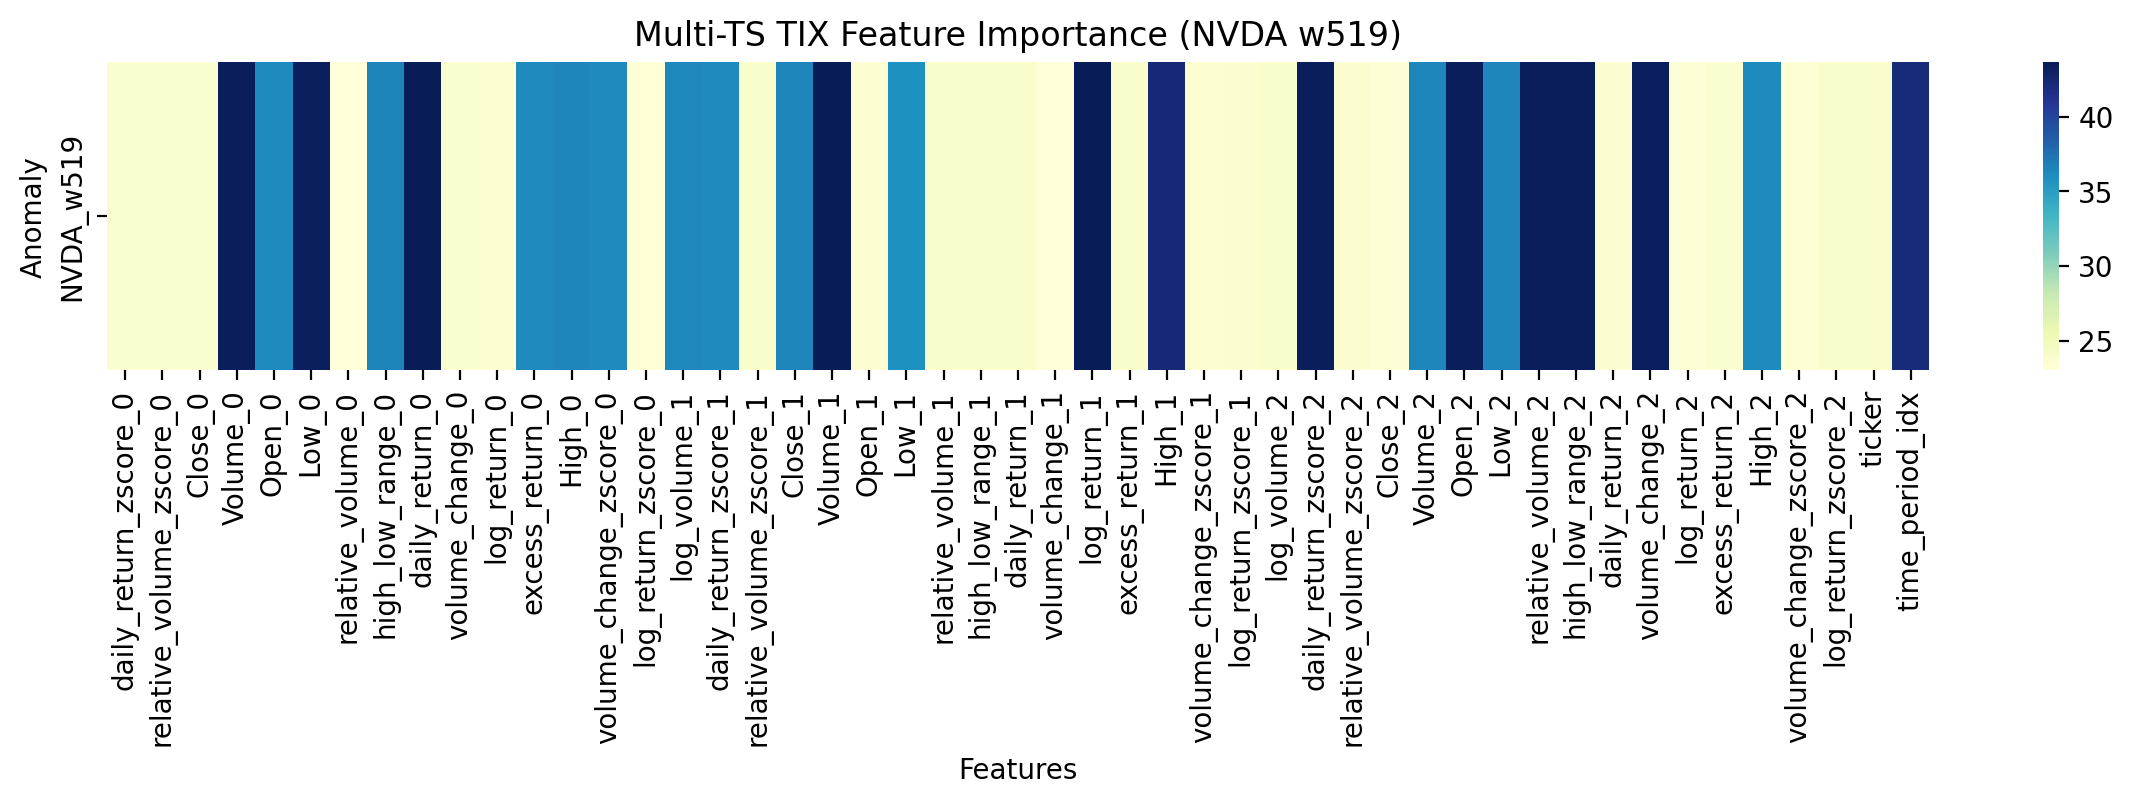 Multi-TS TIX Feature Importance (NVDA w519)
Anomaly
NVDA_w519
40
35
30
25
daily_return_zscore_0
relative_volume_zscore_0
Close_0
Volume_0
Open_0
Low_0
relative_volume_0
high_low_range_0
daily_return_0
volume_change_0
log_return_0
excess_return_0
High_0
volume_change_zscore_0
log_return_zscore_0
log_volume_1
daily_return_zscore_1
relative_volume_zscore_1
Close_1
Volume_1
Open_1
Low_1
relative_volume_1
high_low_range_1
daily_return_1
volume_change_1
log_return_1
excess_return_1
High_1
volume_change_zscore_1
log_return_zscore_1
log_volume_2
daily_return_zscore_2
relative_volume_zscore_2
Close_2
Volume_2
Open_2
Low_2
relative_volume_2
high_low_range_2
daily_return_2
volume_change_2
log_return_2
excess_return_2
High_2
volume_change_zscore_2
log_return_zscore_2
ticker
time_period_idx
Features